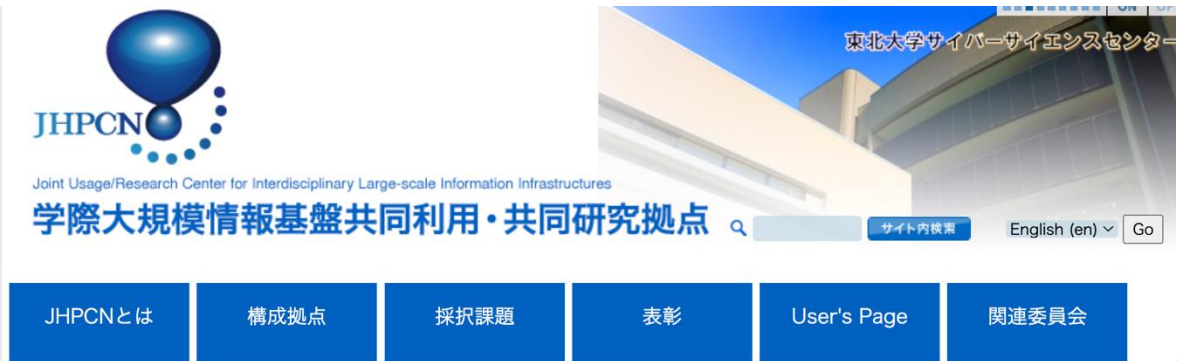 ON
東北大学サイバーサイエンスセンター
JHPCN
Joint Usage/Research Center for Interdisciplinary Large-scale Information Infrastructures
学際大規模情報基盤共同利用・共同研究拠点
サイト内検索
English (en)
Go
JHPCNとは
構成拠点
採択課題
表彰
User's Page
関連委員会